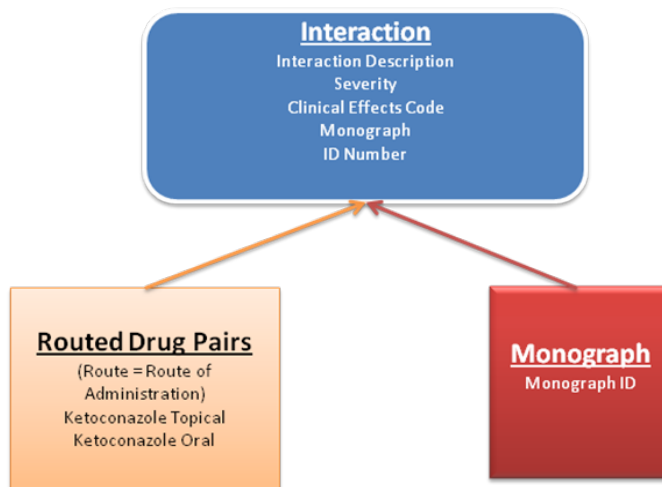 Interaction
Interaction Description
Severity
Clinical Effects Code
Monograph
ID Number
Routed Drug Pairs
(Route = Route of
Administration)
Ketoconazole Topical
Ketoconazole Oral
Monograph
Monograph ID